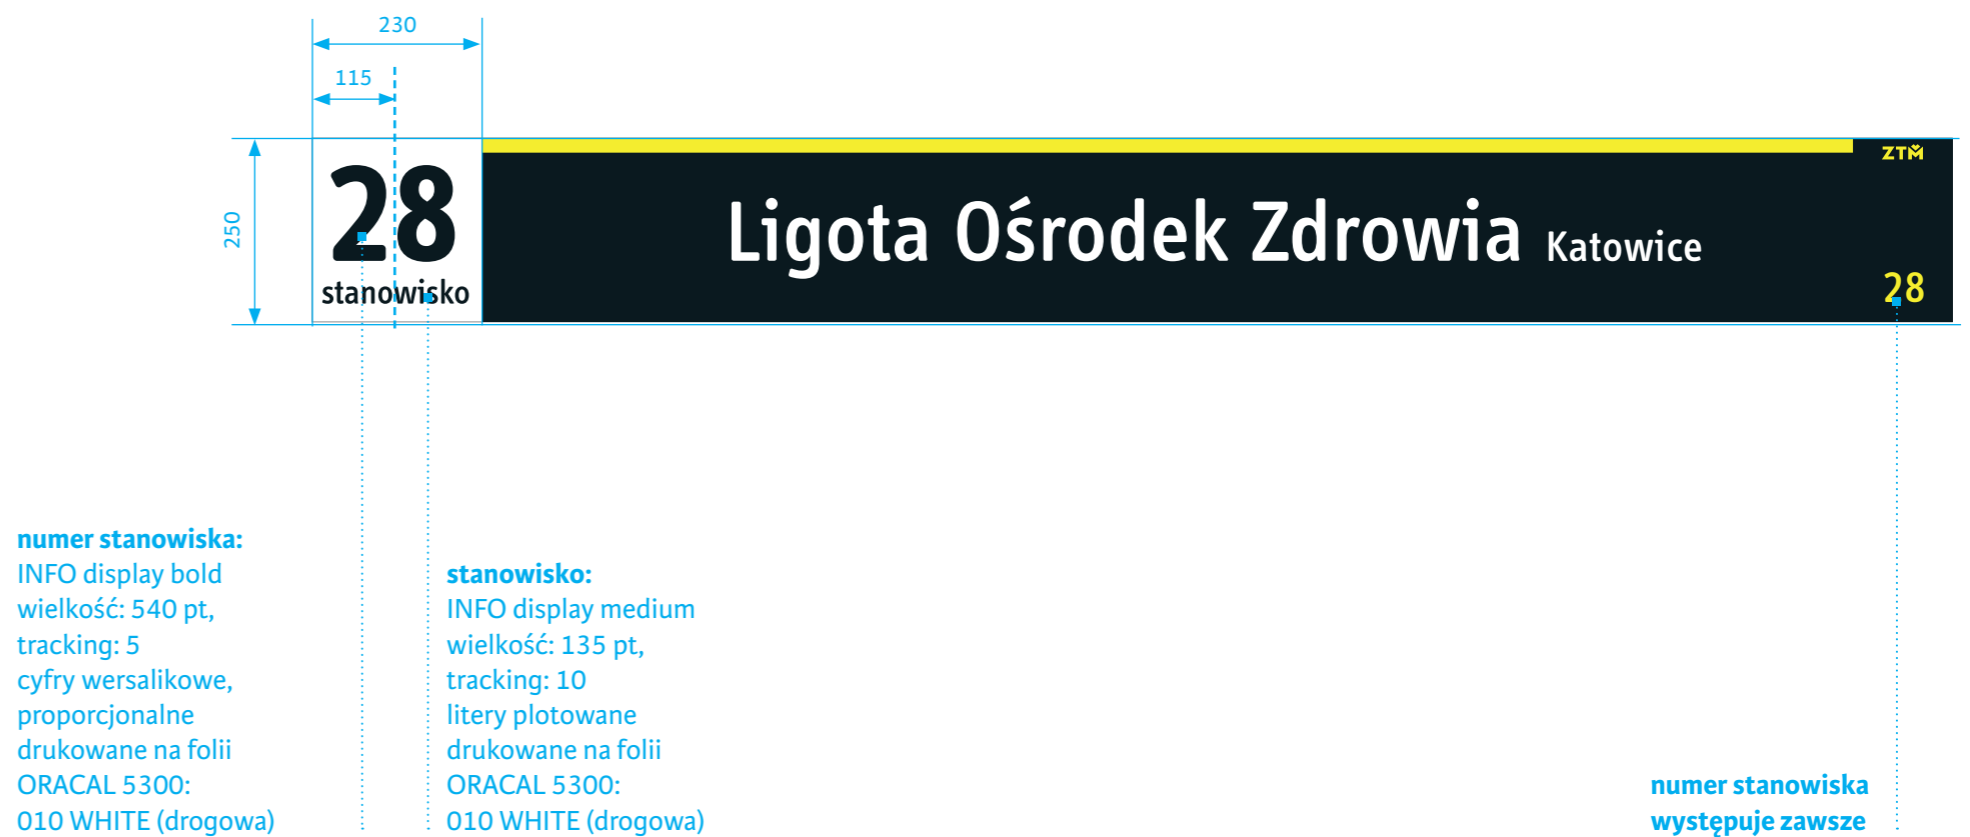 230
115
250
28
stanowisko
Ligota Ośrodek Zdrowia Katowice
ZTM
28
numer stanowiska:
INFO display bold
wielkość: 540 pt,
tracking: 5
cyfry wersalikowe,
proporcjonalne
drukowane na folii
ORACAL 5300:
010 WHITE (drogowa)
stanowisko:
INFO display medium
wielkość: 135 pt,
tracking: 10
litery plotowane
drukowane na folii
ORACAL 5300:
010 WHITE (drogowa)
numer stanowiska
występuje zawsze